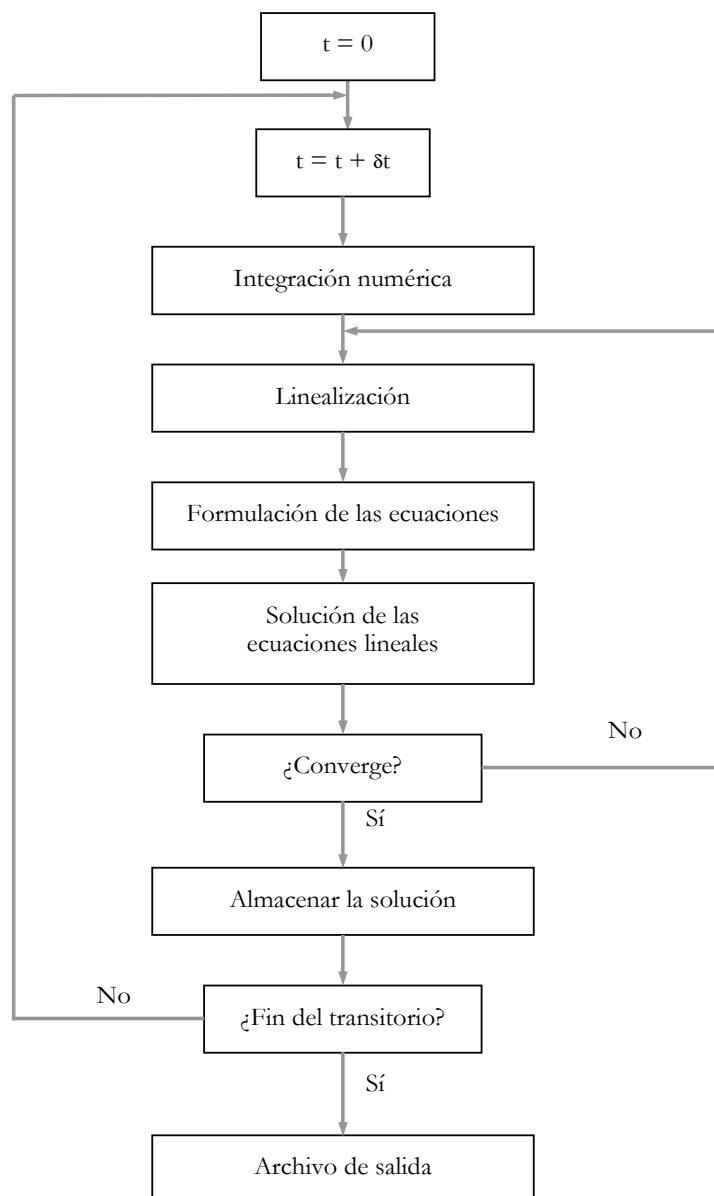 t = 0
t = t + δt
Integración numérica
Linealización
Formulación de las ecuaciones
Solución de las
ecuaciones lineales
No
¿Converge?
Sí
Almacenar la solución
No
¿Fin del transitorio?
Sí
Archivo de salida